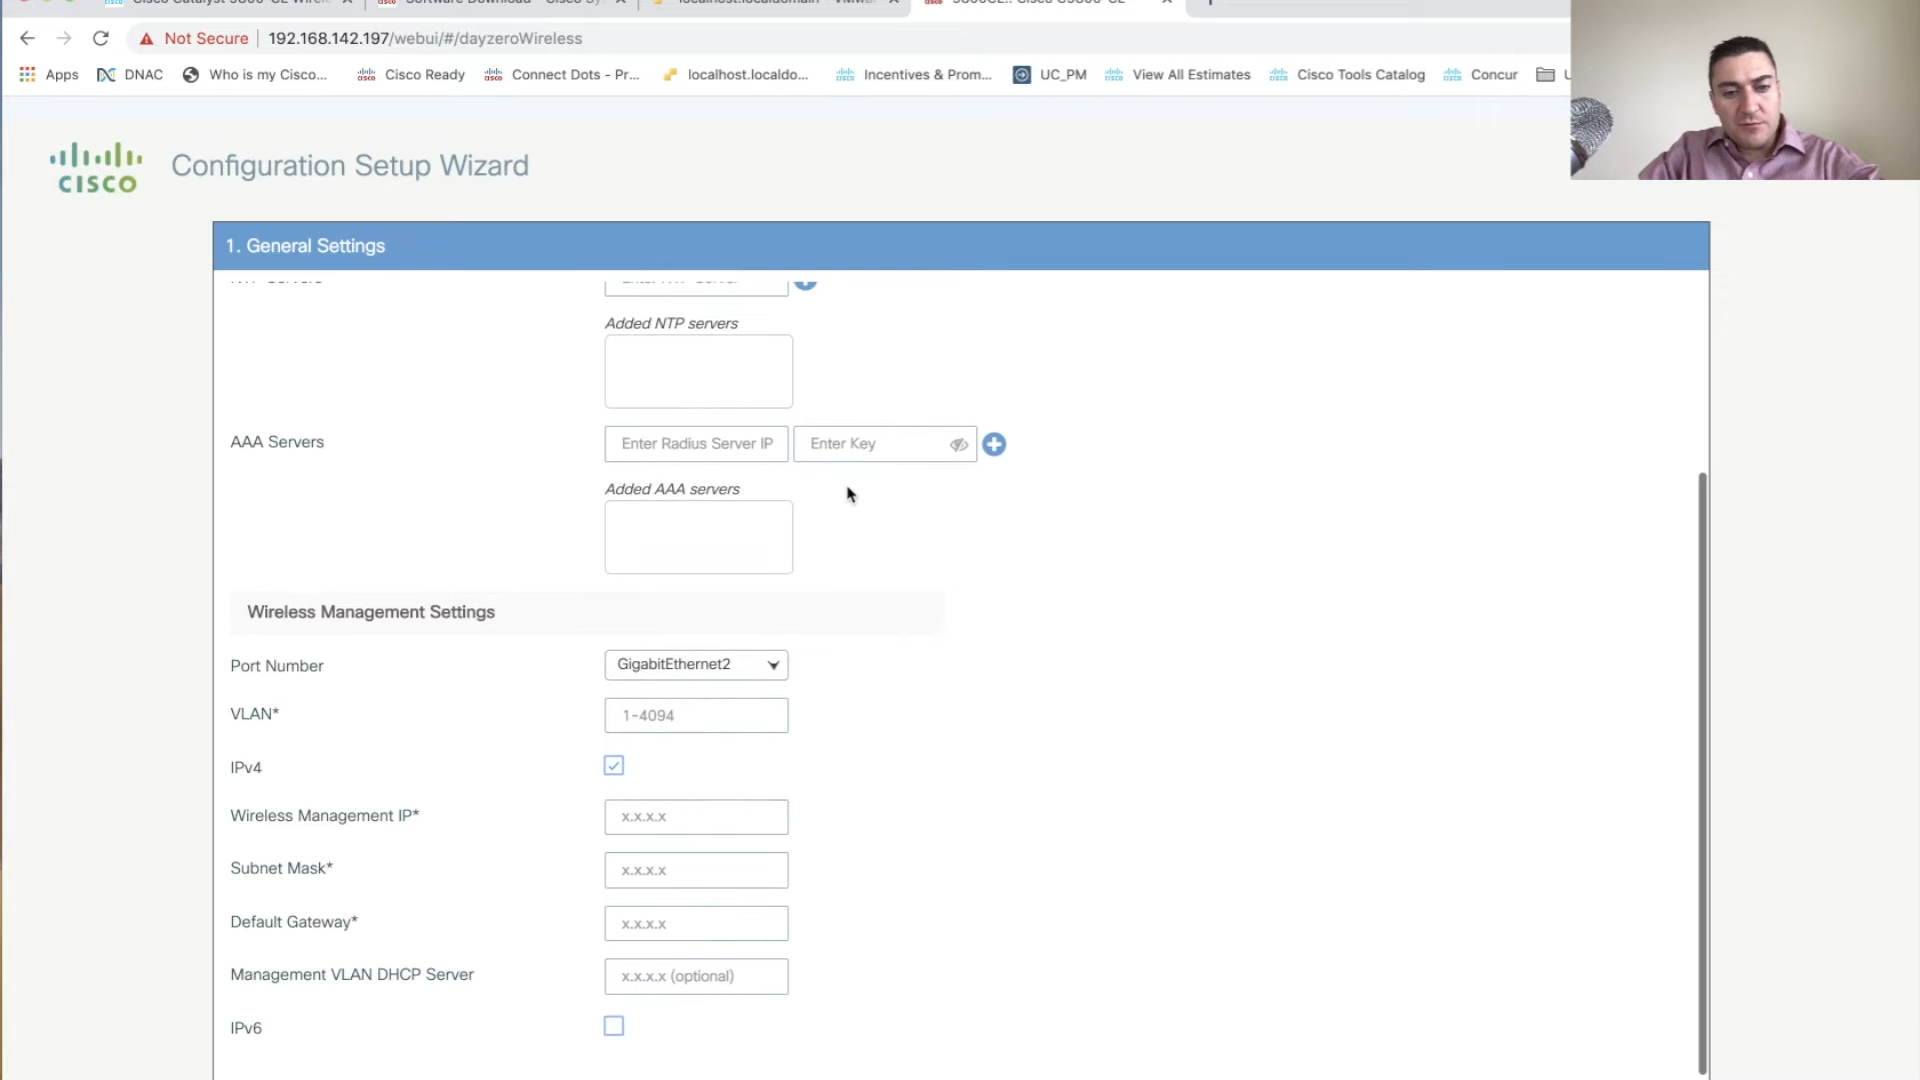 Not Secure
192.168.142.197/webui/#/dayzeroWireless
Apps
DNAC
Who is my Cisco...
Cisco Ready
Connect Dots - Pr...
localhost.localdo...
Incentives & Prom...
UC_PM
View All Estimates
Cisco Tools Catalog
Concur
CISCO
Configuration Setup Wizard
1. General Settings
Added NTP servers
AAA Servers
Enter Radius Server IP
Enter Key
Added AAA servers
Wireless Management Settings
Port Number
GigabitEthernet2
VLAN*
1-4094
IPv4
Wireless Management IP*
x.x.x.x
Subnet Mask*
x.x.x.x
Default Gateway*
x.x.x.x
Management VLAN DHCP Server
x.x.x.x (optional)
IPv6